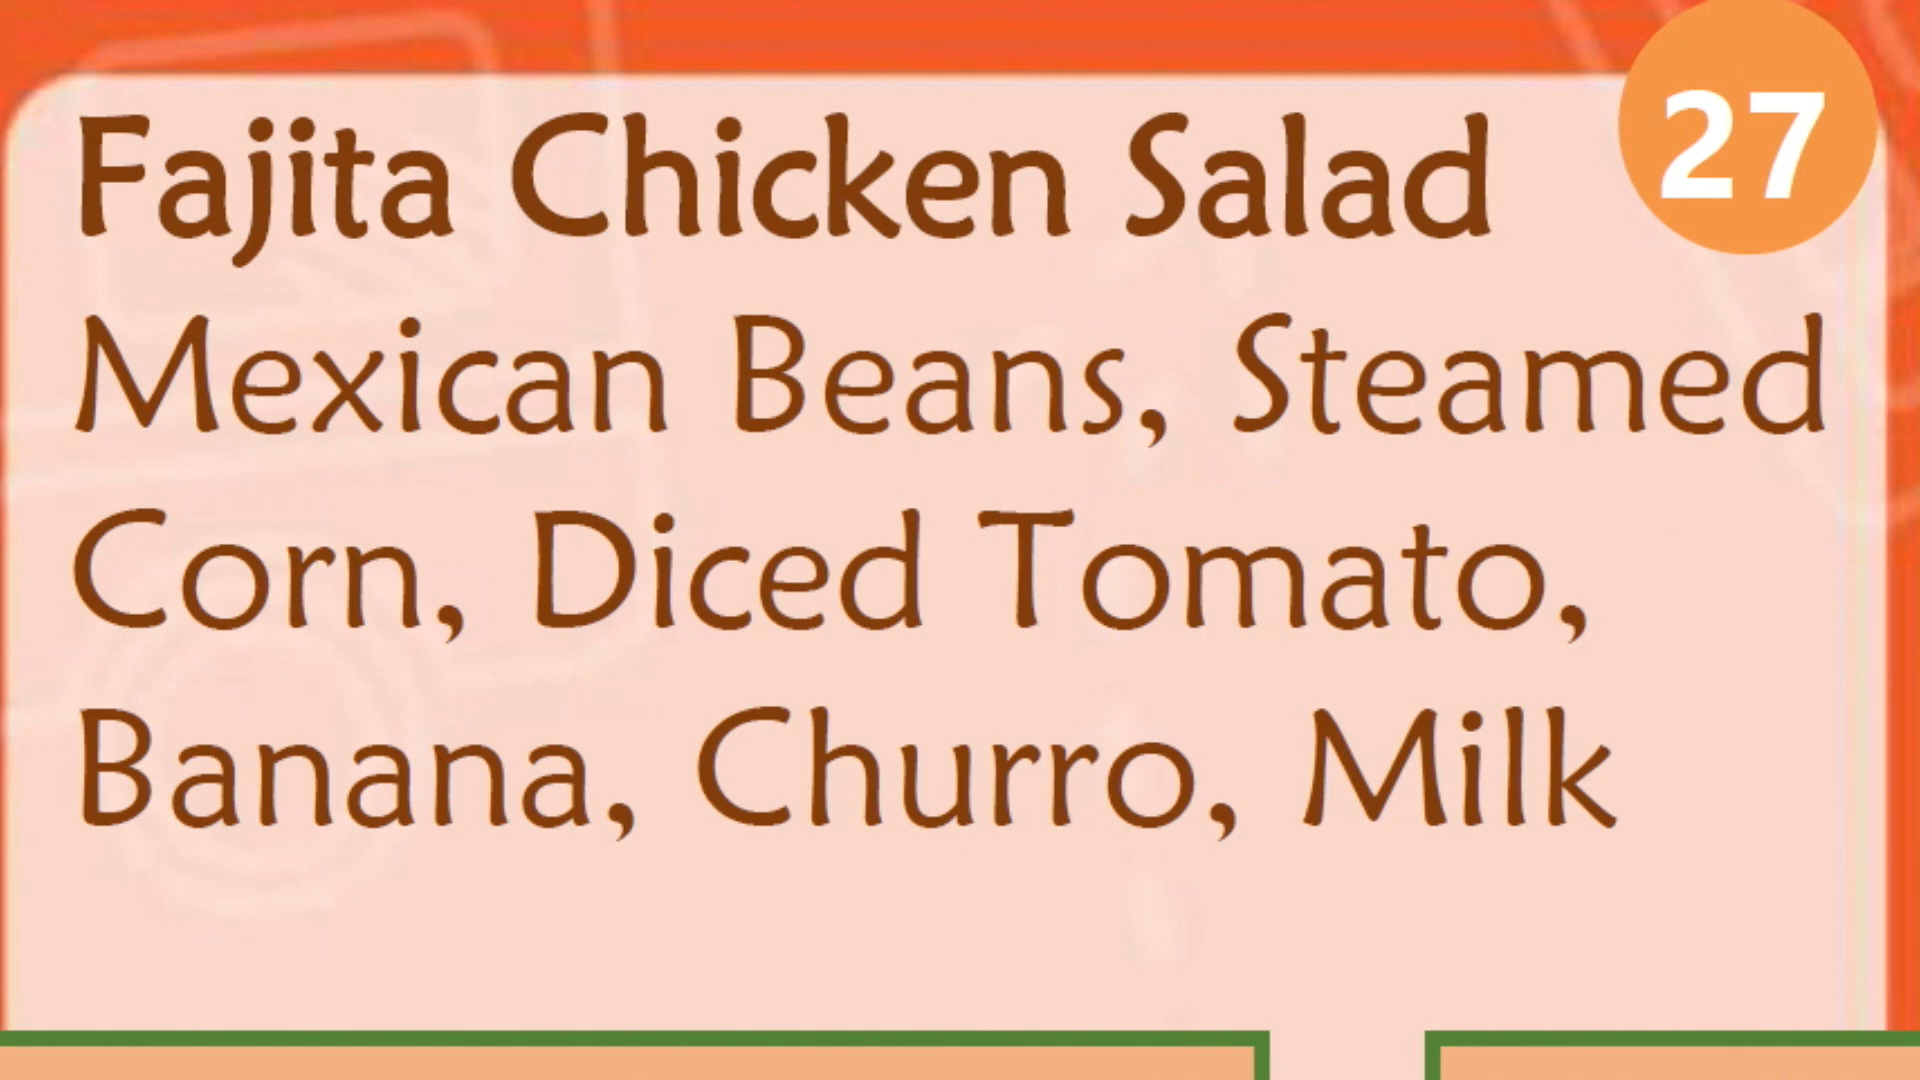 27
Fajita Chicken Salad
Mexican Beans, Steamed
Corn, Diced Tomato,
Banana, Churro, Milk